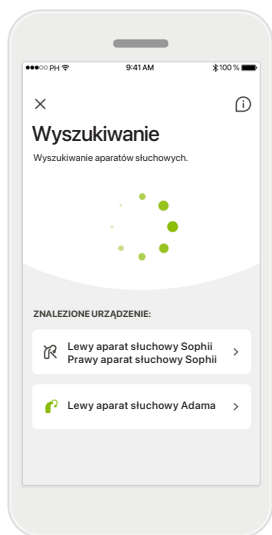 PH 9:41 AM 100 %
Wyszukiwanie
Wyszukiwanie aparatów słuchowych.
ZNALEZIONE URZĄDZENIE:
Lewy aparat słuchowy Sophii
Prawy aparat słuchowy Sophii
Lewy aparat słuchowy Adama